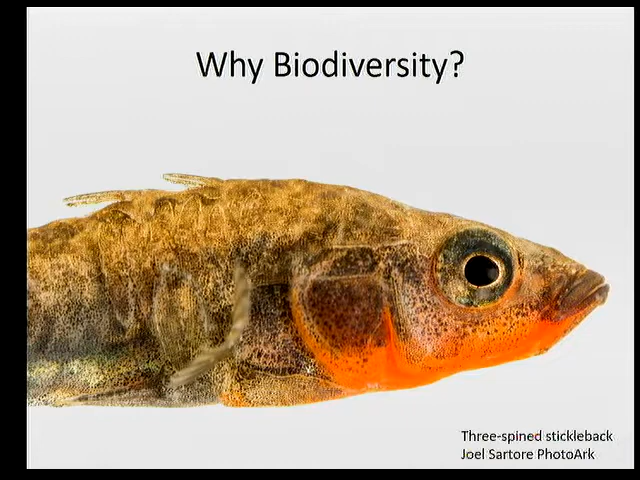 Why Biodiversity?
Three-spined stickleback
Joel Sartore PhotoArk